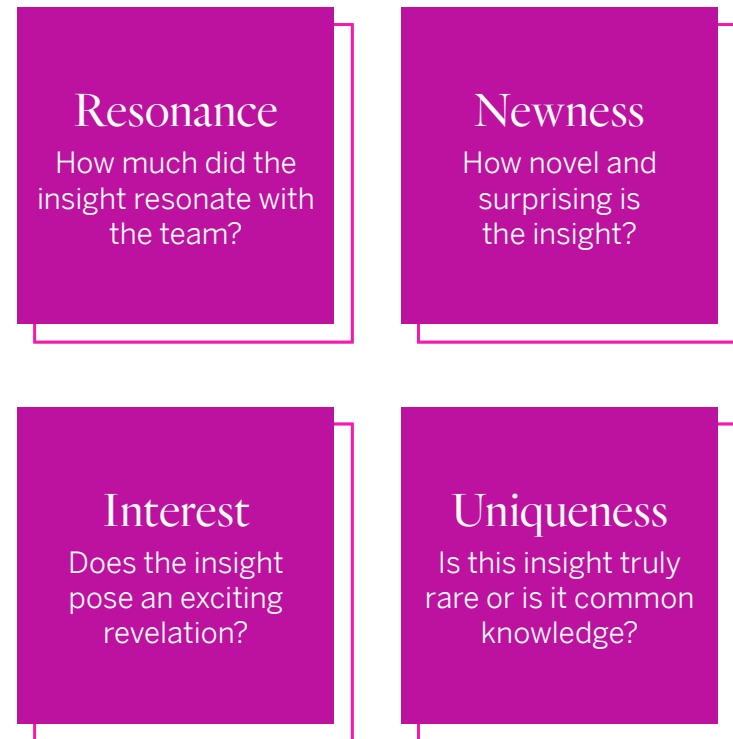 Resonance
How much did the
insight resonate with
the team?
Newness
How novel and
surprising is
the insight?
Interest
Does the insight
pose an exciting
revelation?
Uniqueness
Is this insight truly
rare or is it common
knowledge?